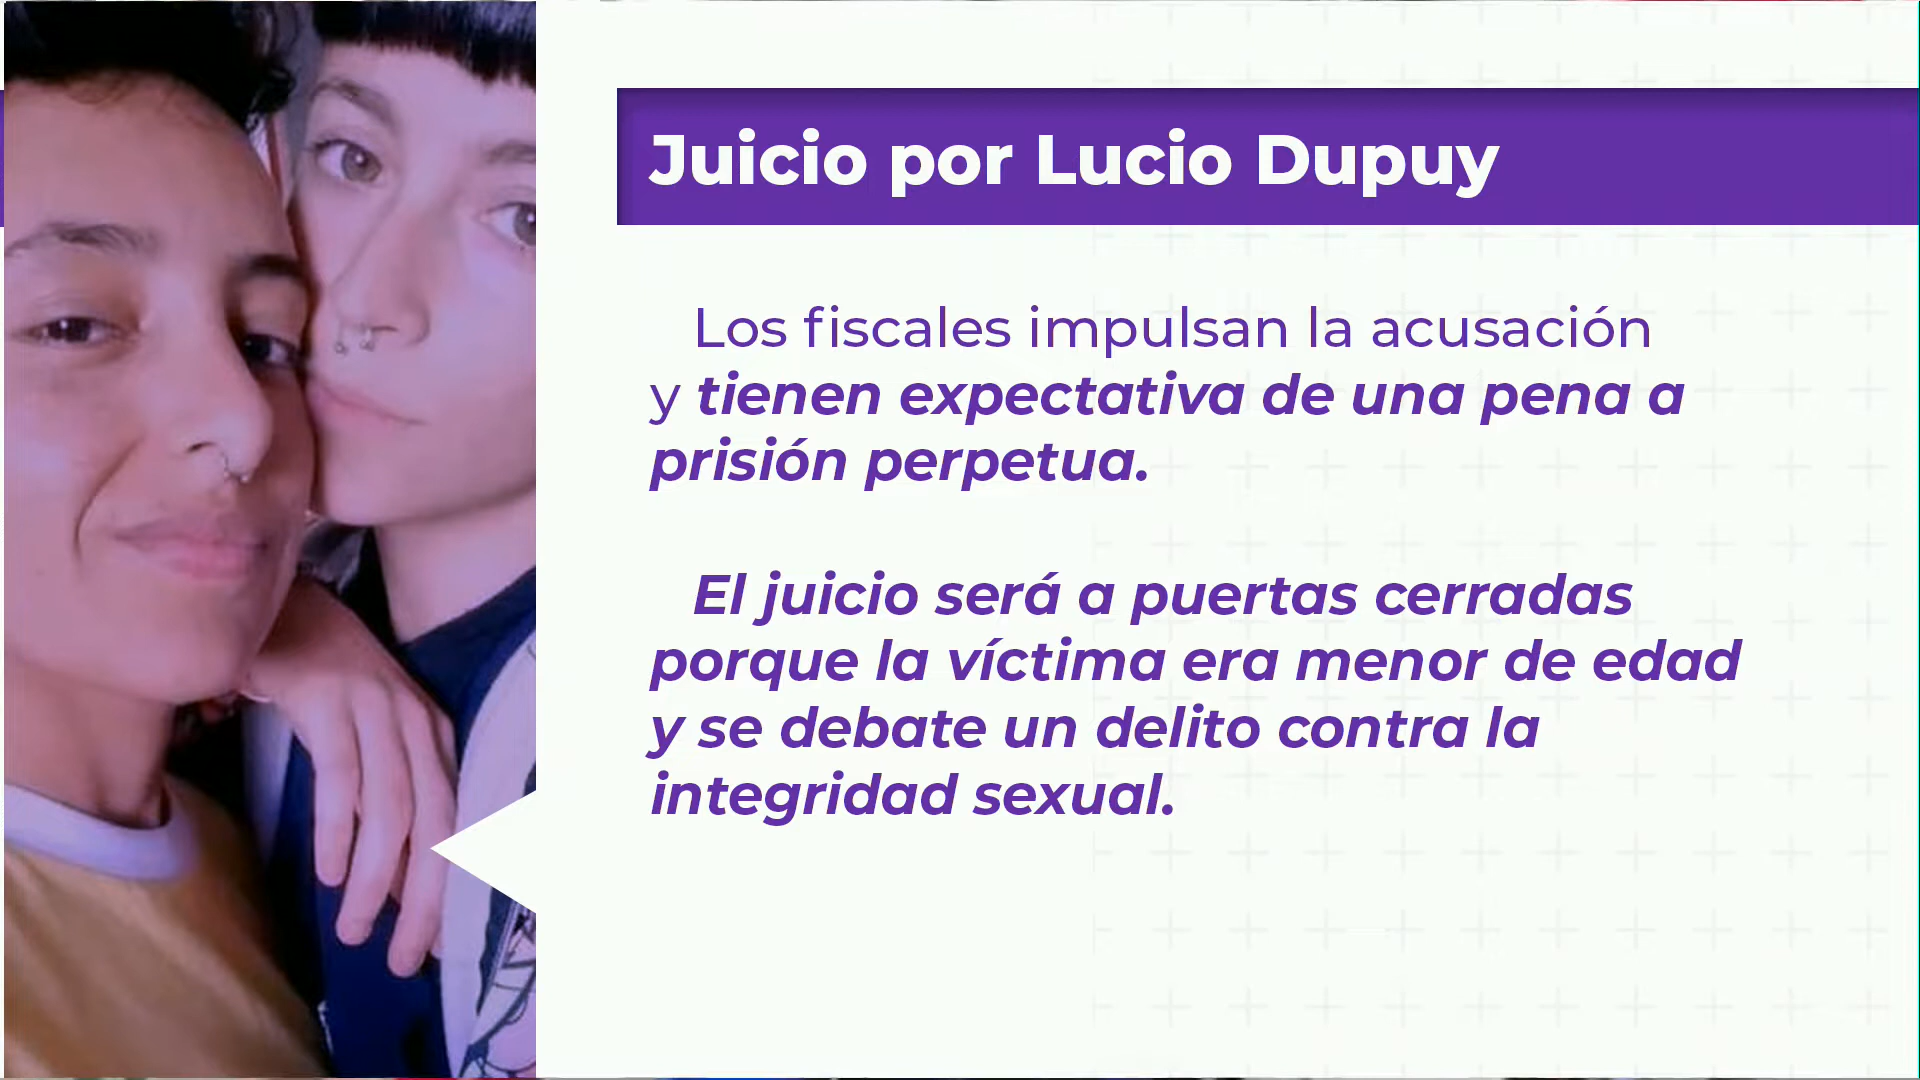 Juicio por Lucio Dupuy
Los fiscales impulsan la acusación
y tienen expectativa de una pena a
prisión perpetua.
El juicio será a puertas cerradas
porque la víctima era menor de edad
y se debate un delito contra la
integridad sexual.